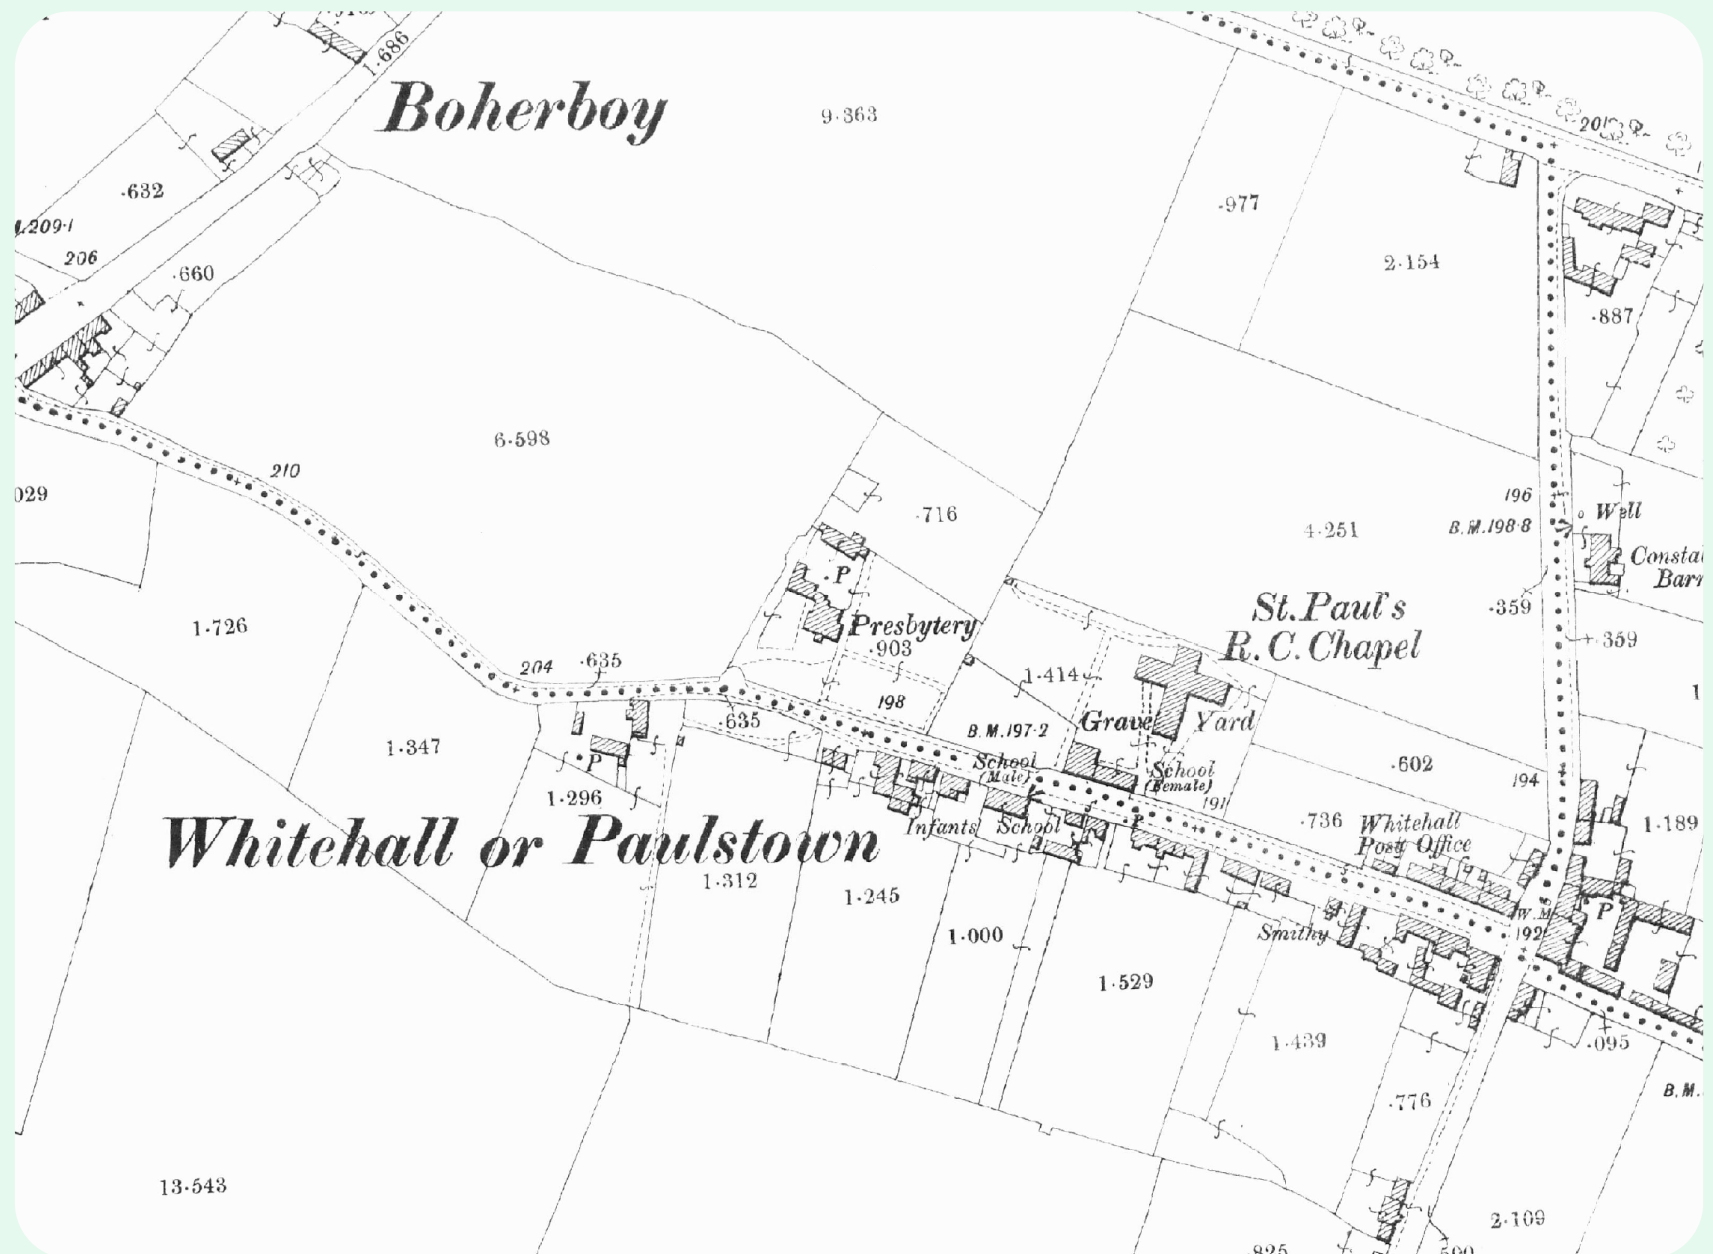 1·686
Boherboy
9·363
201
·632
·977
2·154
209·1
206
·660
·887
6·598
210
029
·716
196
Well
B.M.198·8
4·251
P
·359
St. Paul's
R.C. Chapel
·359
1·726
Presbytery
·903
204
·635
1·414
198
·635
Grave Yard
B.M.197·2
1·347
School
(Male)
School
(Female)
P
·602
194
1·296
191
·736
Whitehall
Post Office
1·189
Infants School
P
Whitehall or Paulstown
1·312
1·245
W.M
P
1·000
Smithy
192
1·529
1·439
·095
B.M.
·776
13·543
2·109
·825